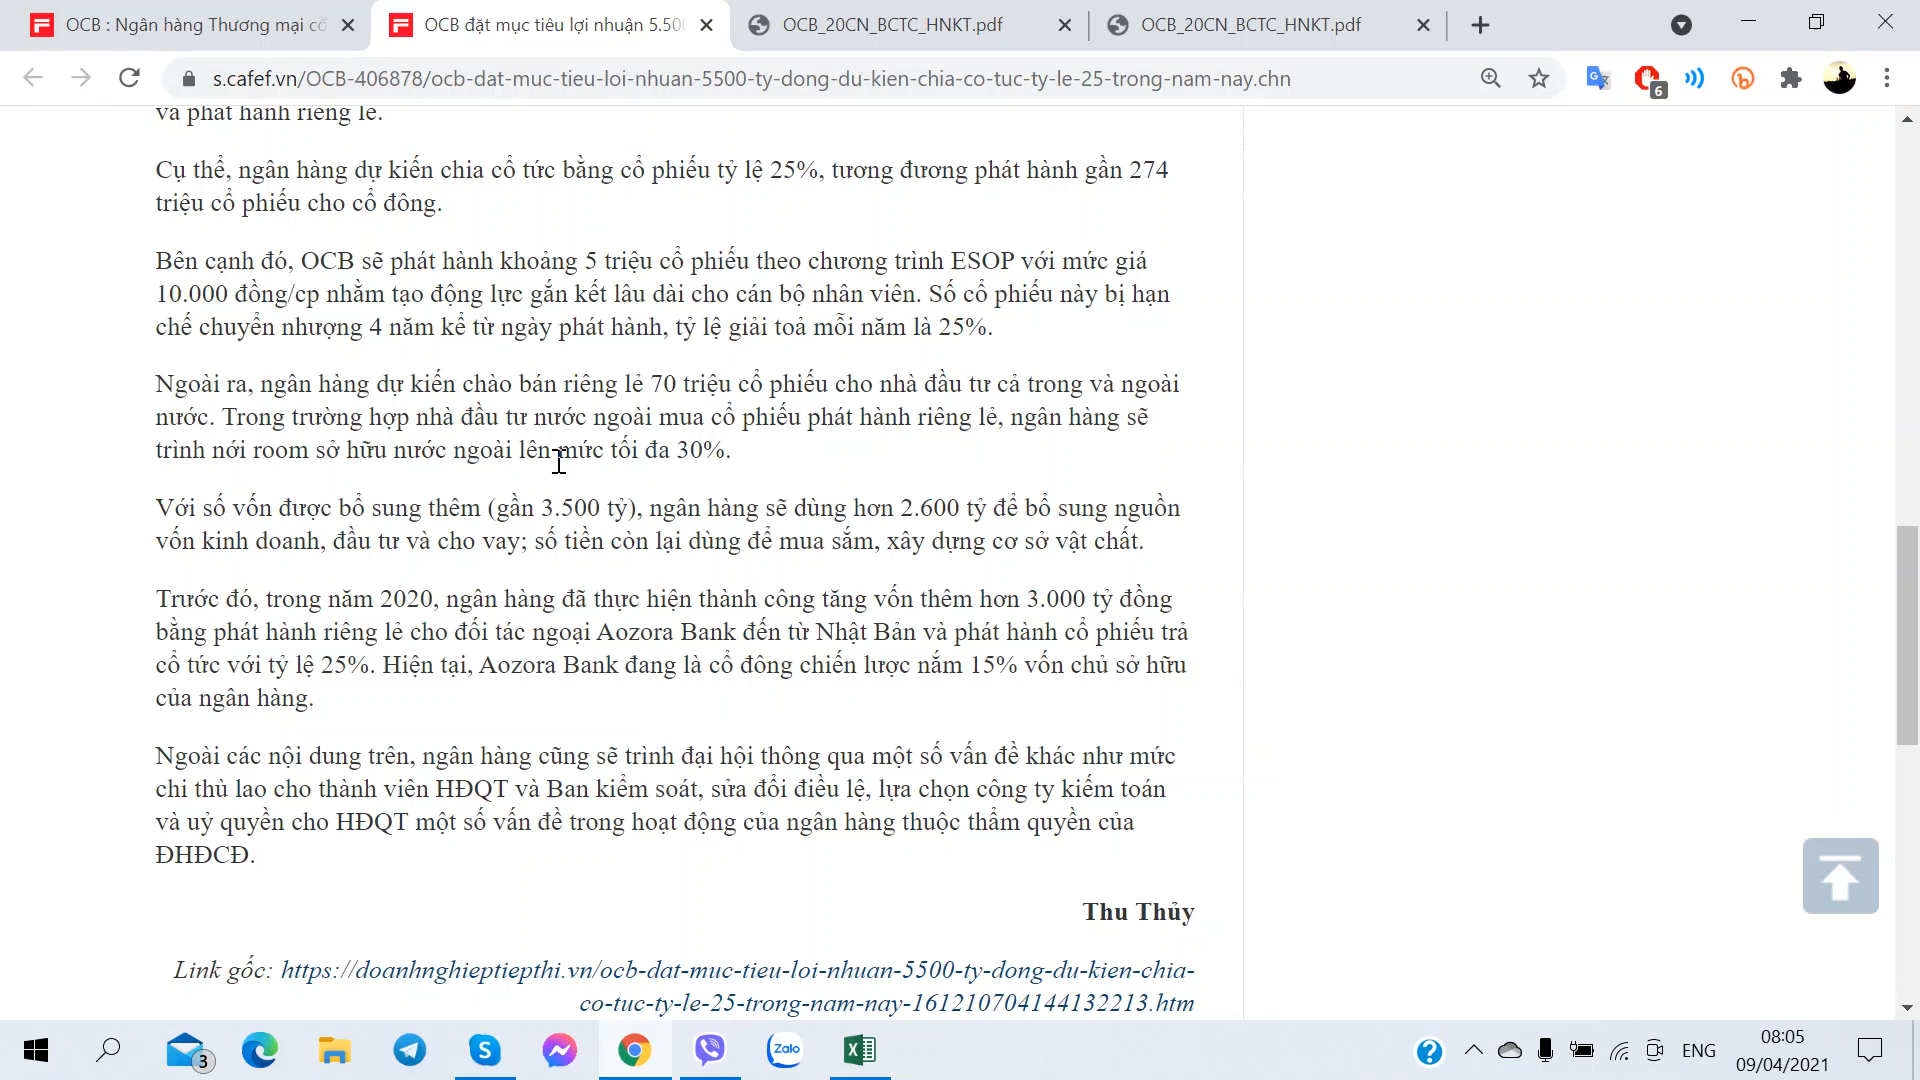 OCB : Ngân hàng Thương mại cổ
OCB đặt mục tiêu lợi nhuận 5.500
OCB_20CN_BCTC_HNKT.pdf
OCB_20CN_BCTC_HNKT.pdf
s.cafef.vn/OCB-406878/ocb-dat-muc-tieu-loi-nhuan-5500-ty-dong-du-kien-chia-co-tuc-ty-le-25-trong-nam-nay.chn
6
và phát hành riêng lẻ.
Cụ thể, ngân hàng dự kiến chia cổ tức bằng cổ phiếu tỷ lệ 25%, tương đương phát hành gần 274
triệu cổ phiếu cho cổ đông.
Bên cạnh đó, OCB sẽ phát hành khoảng 5 triệu cổ phiếu theo chương trình ESOP với mức giá
10.000 đồng/cp nhằm tạo động lực gắn kết lâu dài cho cán bộ nhân viên. Số cổ phiếu này bị hạn
chế chuyển nhượng 4 năm kể từ ngày phát hành, tỷ lệ giải toả mỗi năm là 25%.
Ngoài ra, ngân hàng dự kiến chào bán riêng lẻ 70 triệu cổ phiếu cho nhà đầu tư cả trong và ngoài
nước. Trong trường hợp nhà đầu tư nước ngoài mua cổ phiếu phát hành riêng lẻ, ngân hàng sẽ
trình nới room sở hữu nước ngoài lên mức tối đa 30%.
Với số vốn được bổ sung thêm (gần 3.500 tỷ), ngân hàng sẽ dùng hơn 2.600 tỷ để bổ sung nguồn
vốn kinh doanh, đầu tư và cho vay; số tiền còn lại dùng để mua sắm, xây dựng cơ sở vật chất.
Trước đó, trong năm 2020, ngân hàng đã thực hiện thành công tăng vốn thêm hơn 3.000 tỷ đồng
bằng phát hành riêng lẻ cho đối tác ngoại Aozora Bank đến từ Nhật Bản và phát hành cổ phiếu trả
cổ tức với tỷ lệ 25%. Hiện tại, Aozora Bank đang là cổ đông chiến lược nắm 15% vốn chủ sở hữu
của ngân hàng.
Ngoài các nội dung trên, ngân hàng cũng sẽ trình đại hội thông qua một số vấn đề khác như mức
chi thù lao cho thành viên HĐQT và Ban kiểm soát, sửa đổi điều lệ, lựa chọn công ty kiếm toán
và uỷ quyền cho HĐQT một số vấn đề trong hoạt động của ngân hàng thuộc thẩm quyền của
ĐHĐCĐ.
Thu Thủy
Link gốc: https://doanhnghieptiepthi.vn/ocb-dat-muc-tieu-loi-nhuan-5500-ty-dong-du-kien-chia-
co-tuc-ty-le-25-trong-nam-nay-161210704144132213.htm
3
Zalo
ENG
08:05
09/04/2021